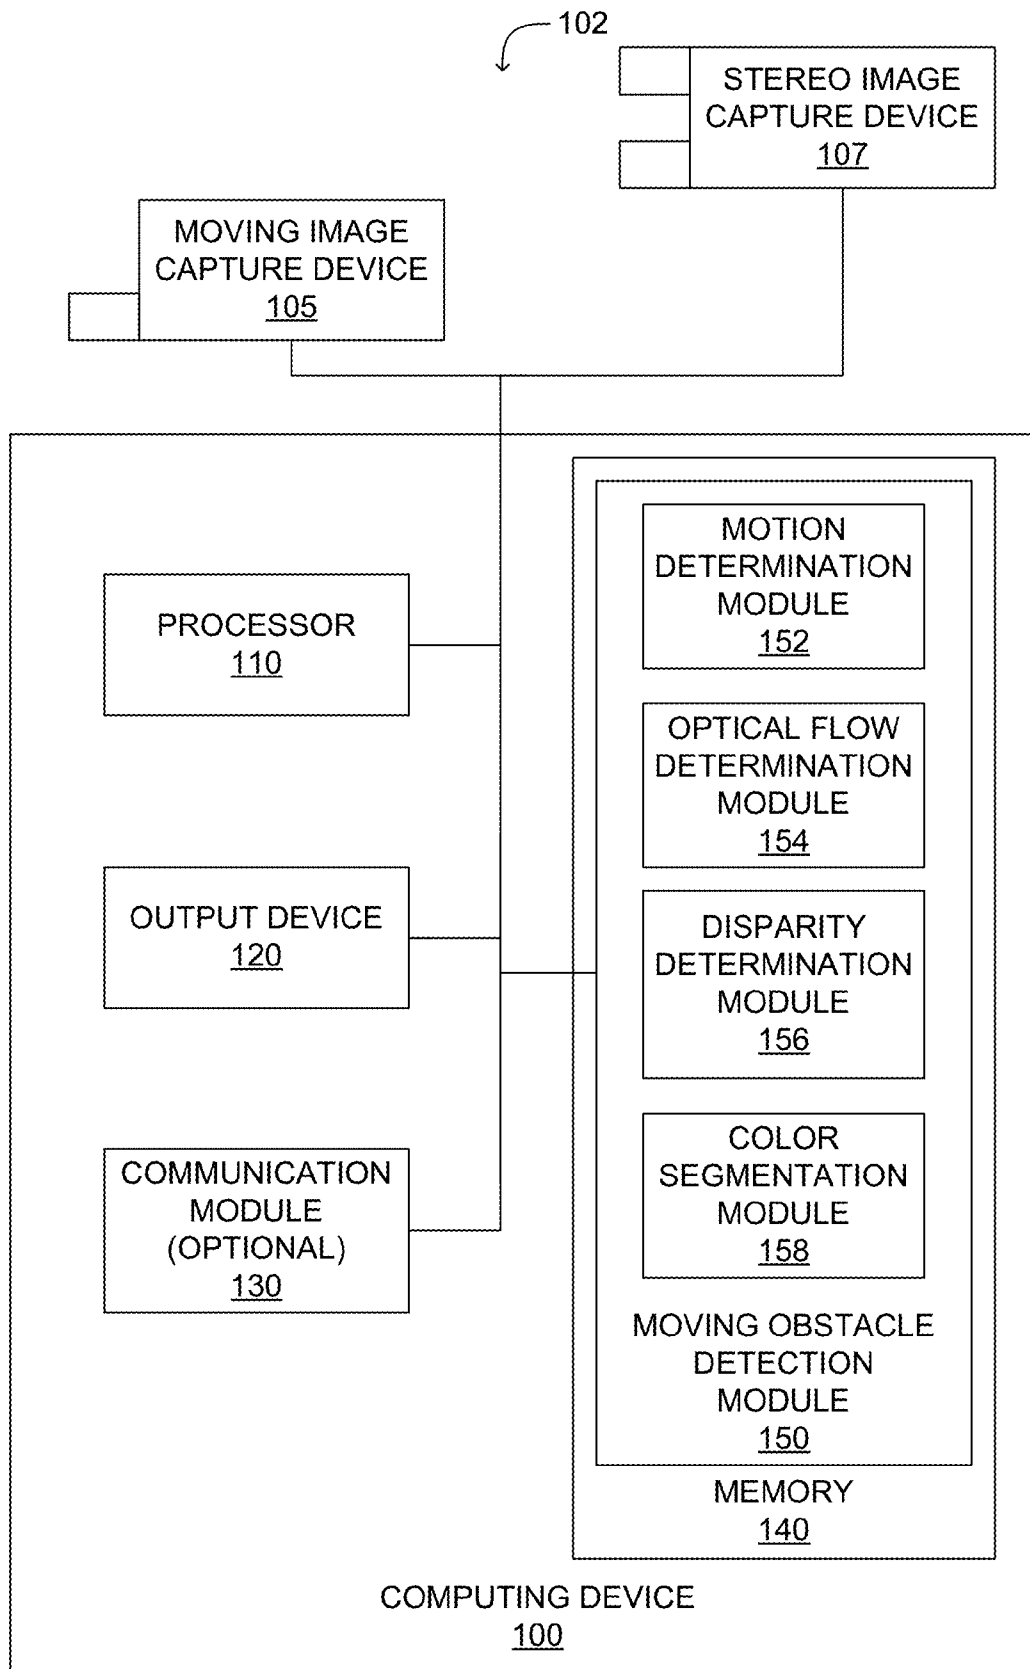 102
STEREO IMAGE
CAPTURE DEVICE
107
MOVING IMAGE
CAPTURE DEVICE
105
PROCESSOR
110
OUTPUT DEVICE
120
COMMUNICATION
MODULE
(OPTIONAL)
130
MOTION
DETERMINATION
MODULE
152
OPTICAL FLOW
DETERMINATION
MODULE
154
DISPARITY
DETERMINATION
MODULE
156
COLOR
SEGMENTATION
MODULE
158
MOVING OBSTACLE
DETECTION
MODULE
150
MEMORY
140
COMPUTING DEVICE
100